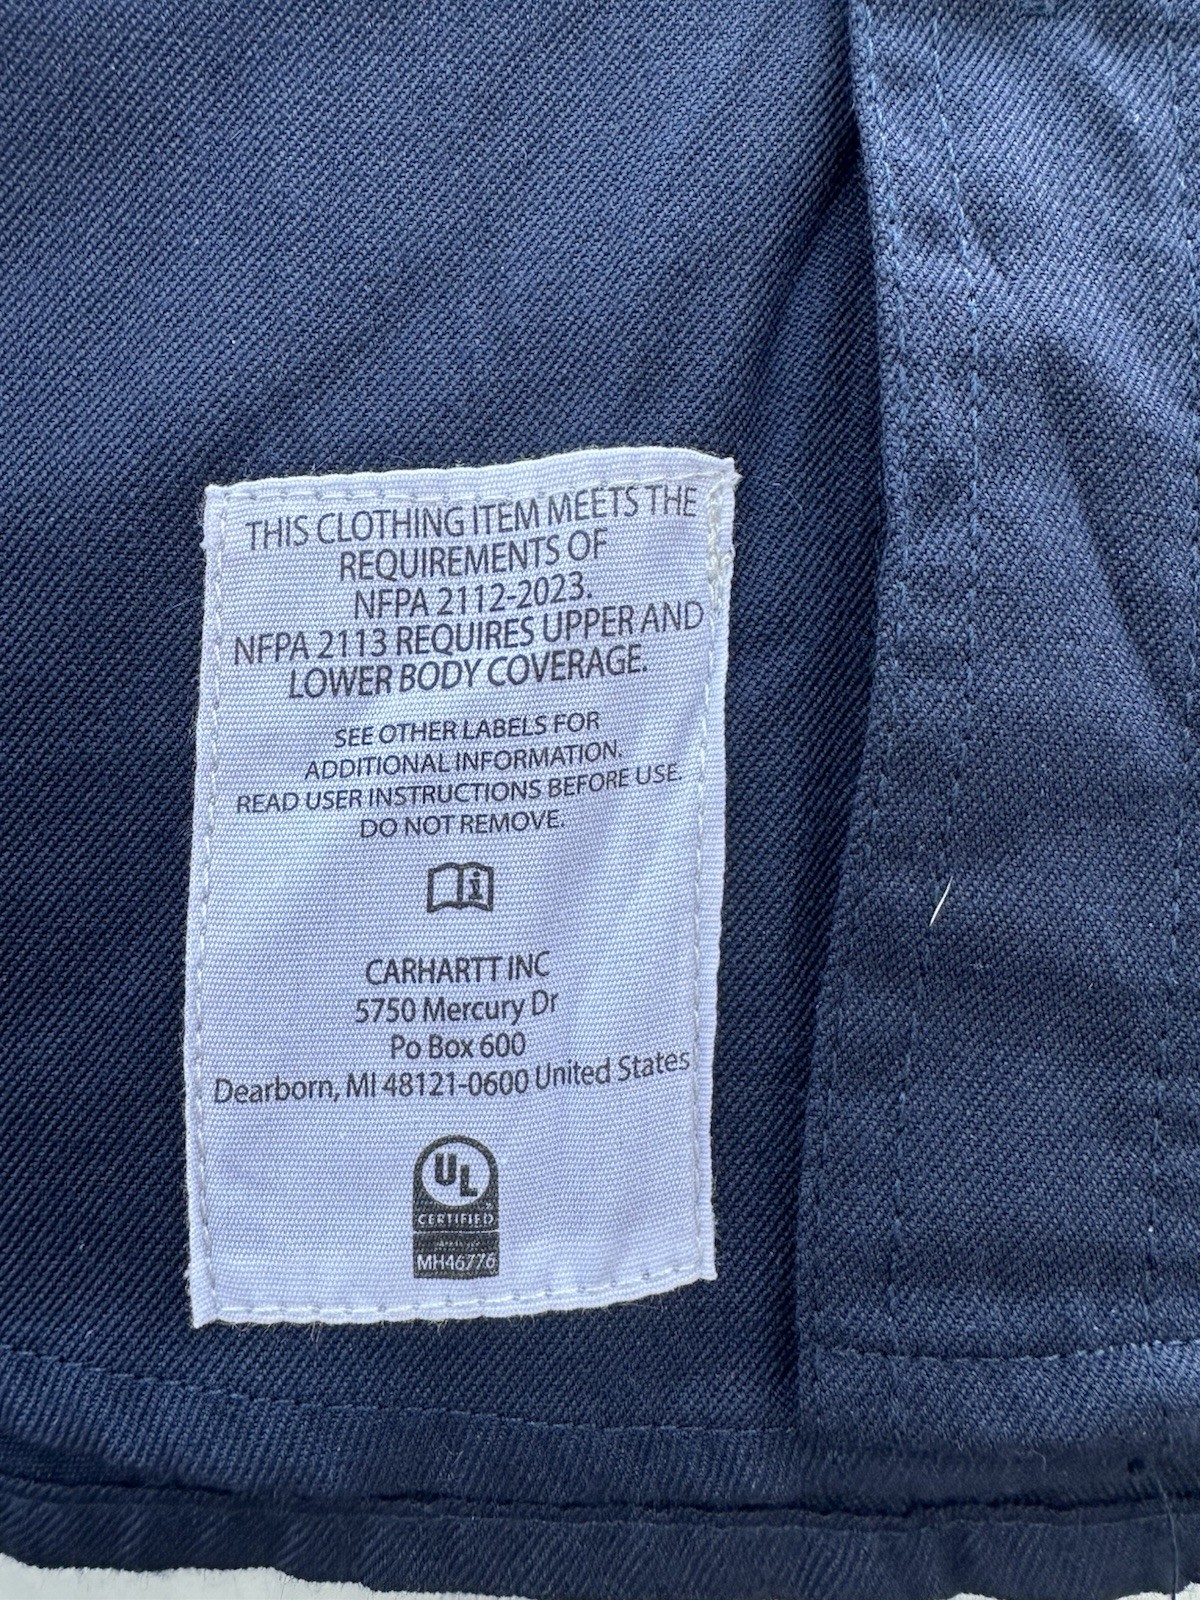 THIS CLOTHING ITEM MEETS THE
REQUIREMENTS OF
NFPA 2112-2023.
NFPA 2113 REQUIRES UPPER AND
LOWER BODY COVERAGE.
SEE OTHER LABELS FOR
ADDITIONAL INFORMATION.
READ USER INSTRUCTIONS BEFORE USE.
DO NOT REMOVE.
i
CARHARTT INC
5750 Mercury Dr
Po Box 600
Dearborn, MI 48121-0600 United States
UL
CERTIFIED
MH46776